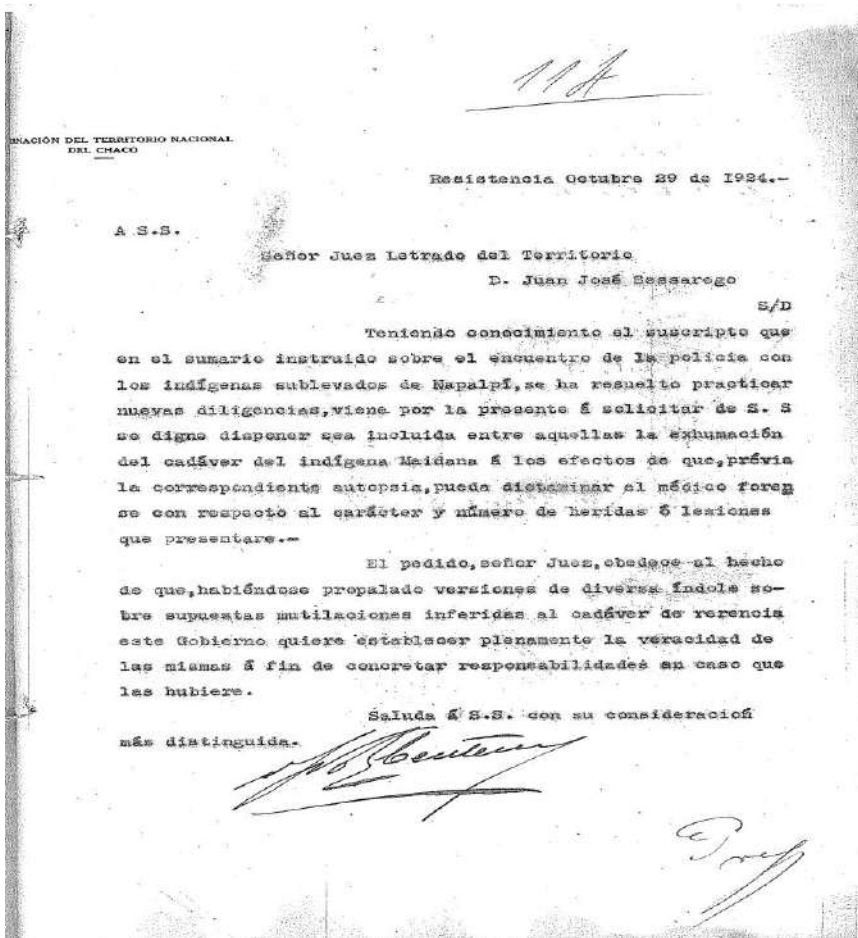 114
NACIÓN DEL TERRITORIO NACIONAL
DEL CHACO
Resistencia Octubre 29 de I924.-
A S.S.
Señor Juez Letrado del Territorio
D. Juan José Sessarego
S/D
Teniendo conocimiento el suscripto que
en el sumario instruido sobre el encuentro de la policia con
los indígenas sublevados de Napalpí,se ha resuelto practicar
nuevas diligencias,viene por la presente á solicitar de S. S
se digne disponer sea incluida entre aquellas la exhumación
del cadáver del indígena Maidana á los efectos de que,prévia
la correspondiente autopsia,pueda dictaminar el médico foren
se con respecto al carácter y número de heridas ó lesiones
que presentare.-
El pedido,señor Juez,obedece al hecho
de que,habiéndose propalado versiones de diversa índole so-
bre supuestas mutilaciones inferidas al cadáver de rerencia
este Gobierno quiere establecer plenamente la veracidad de
las mismas á fin de concretar responsabilidades en caso que
las hubiere.
Saluda á S.S. con su consideración
más distinguida.
Centeno